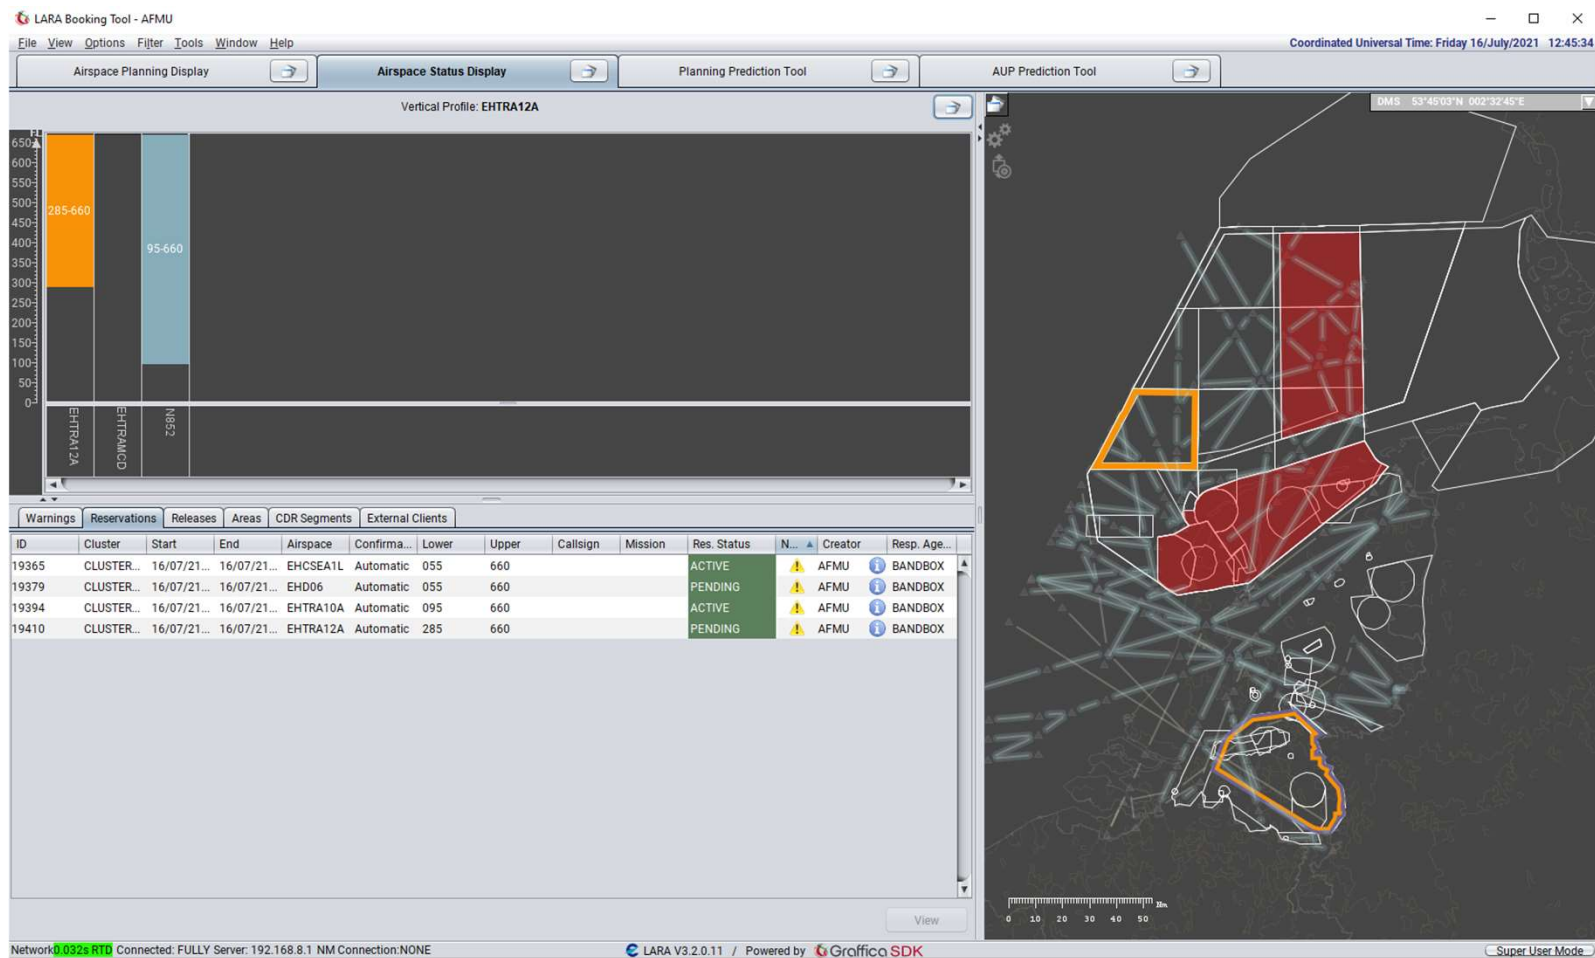 LARA Booking Tool - AFMU
File View Options Filter Tools Window Help
Coordinated Universal Time: Friday 16/July/2021 12:45:34
Airspace Planning Display
Airspace Status Display
Planning Prediction Tool
AUP Prediction Tool
Vertical Profile: EHTRA12A
DMS 53°45'03"N 002°32'45"E
650
600
550
500
450
400
350
300
250
200
150
100
50
0
285-660
95-660
EHTRA12A
EHTRAMCD
N852
Warnings Reservations Releases Areas CDR Segments External Clients
ID Cluster Start End Airspace Confirma... Lower Upper Callsign Mission Res. Status N... Creator Resp. Age...
19365 CLUSTER... 16/07/21... 16/07/21... EHCSEA1L Automatic 055 660 ACTIVE AFMU BANDBOX
19379 CLUSTER... 16/07/21... 16/07/21... EHD06 Automatic 055 660 PENDING AFMU BANDBOX
19394 CLUSTER... 16/07/21... 16/07/21... EHTRA10A Automatic 095 660 ACTIVE AFMU BANDBOX
19410 CLUSTER... 16/07/21... 16/07/21... EHTRA12A Automatic 285 660 PENDING AFMU BANDBOX
View
Nm
0 10 20 30 40 50
Network 0.032s RTD Connected: FULLY Server: 192.168.8.1 NM Connection:NONE
LARA V3.2.0.11 / Powered by Graffica SDK
Super User Mode